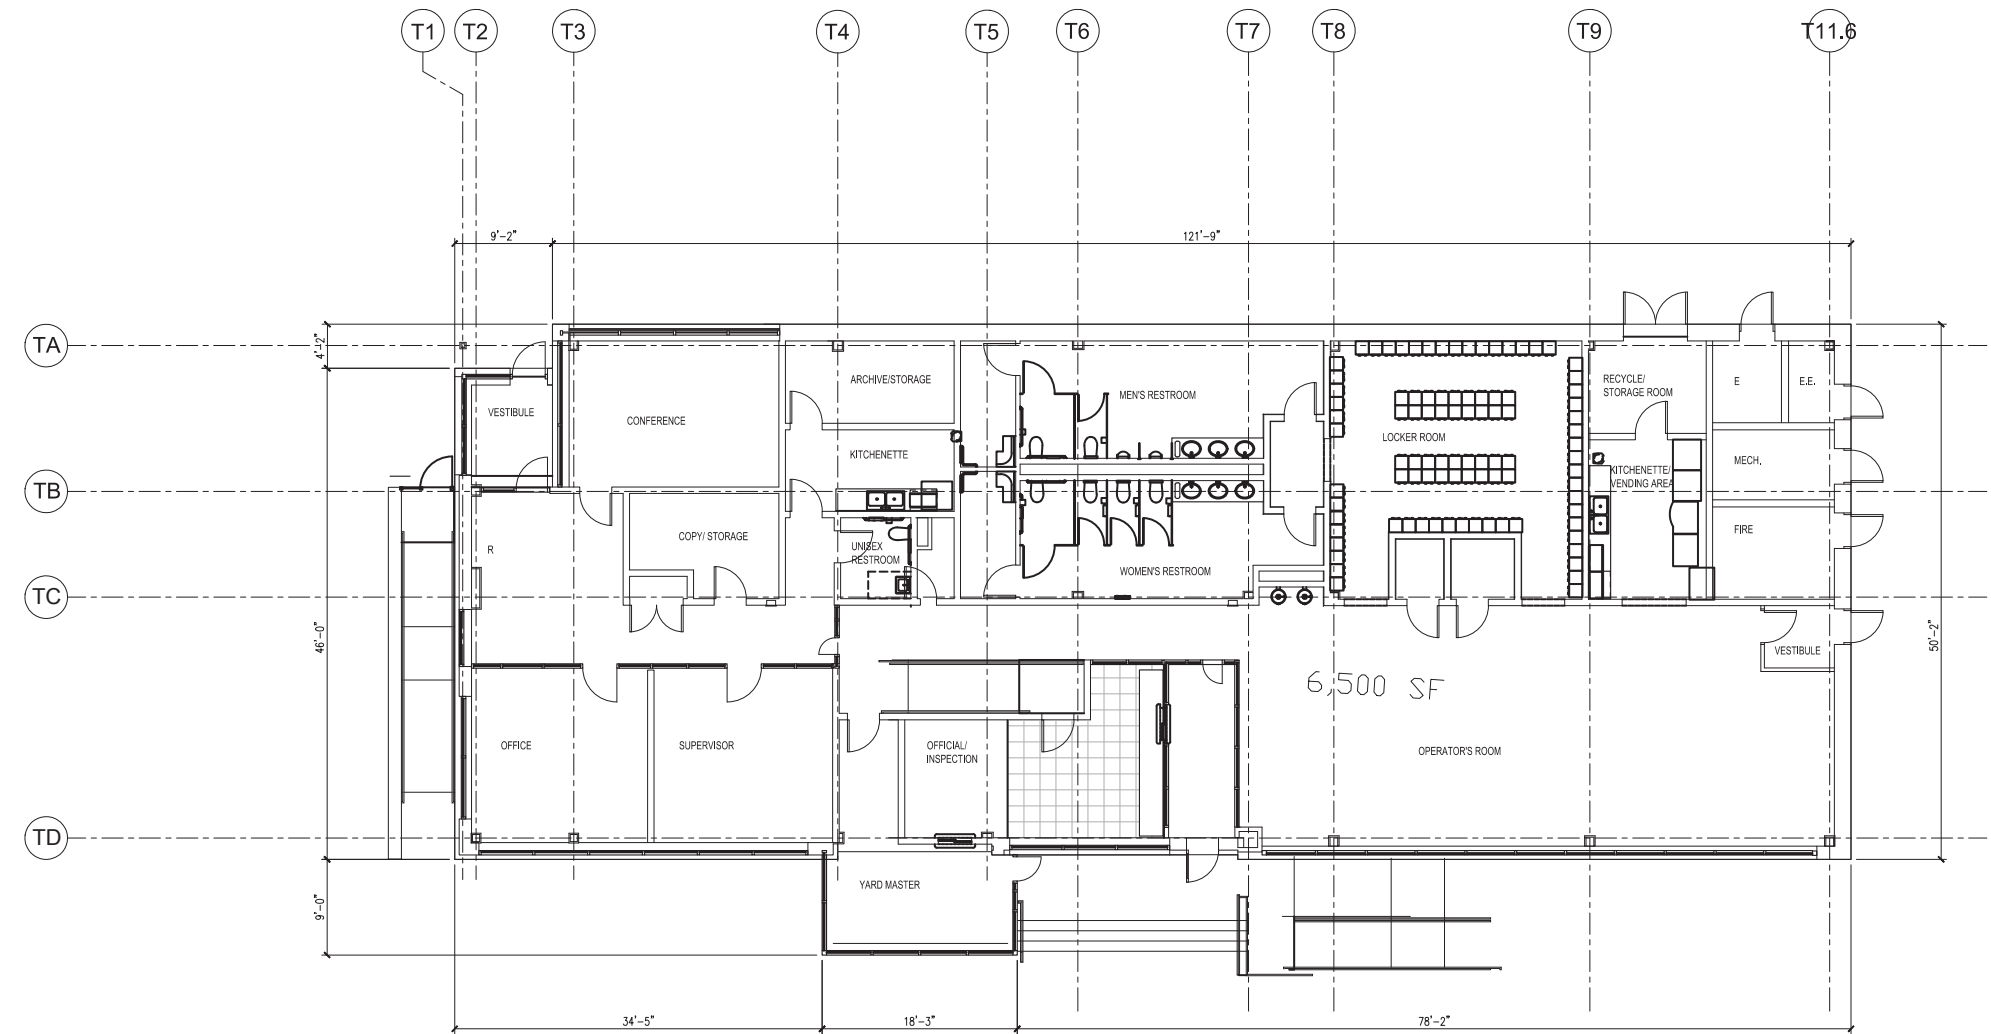 T1 T2 T3 T4 T5 T6 T7 T8 T9 T11.6
9'-2" 121'-9"
TA
4'-2"
ARCHIVE/STORAGE
RECYCLE/
STORAGE ROOM
E E.E.
MEN'S RESTROOM
VESTIBULE
CONFERENCE
LOCKER ROOM
KITCHENETTE
MECH.
KITCHENETTE/
VENDING AREA
TB
COPY/ STORAGE
FIRE
R
UNISEX
RESTROOM
WOMEN'S RESTROOM
TC
46'-0"
50'-2"
VESTIBULE
6,500 SF
OFFICE
SUPERVISOR
OFFICIAL/
INSPECTION
OPERATOR'S ROOM
TD
YARD MASTER
9'-0"
34'-5" 18'-3" 78'-2"